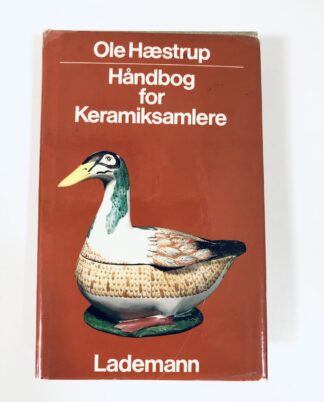 Ole Hæstrup
Håndbog
for
Keramiksamlere
Lademann